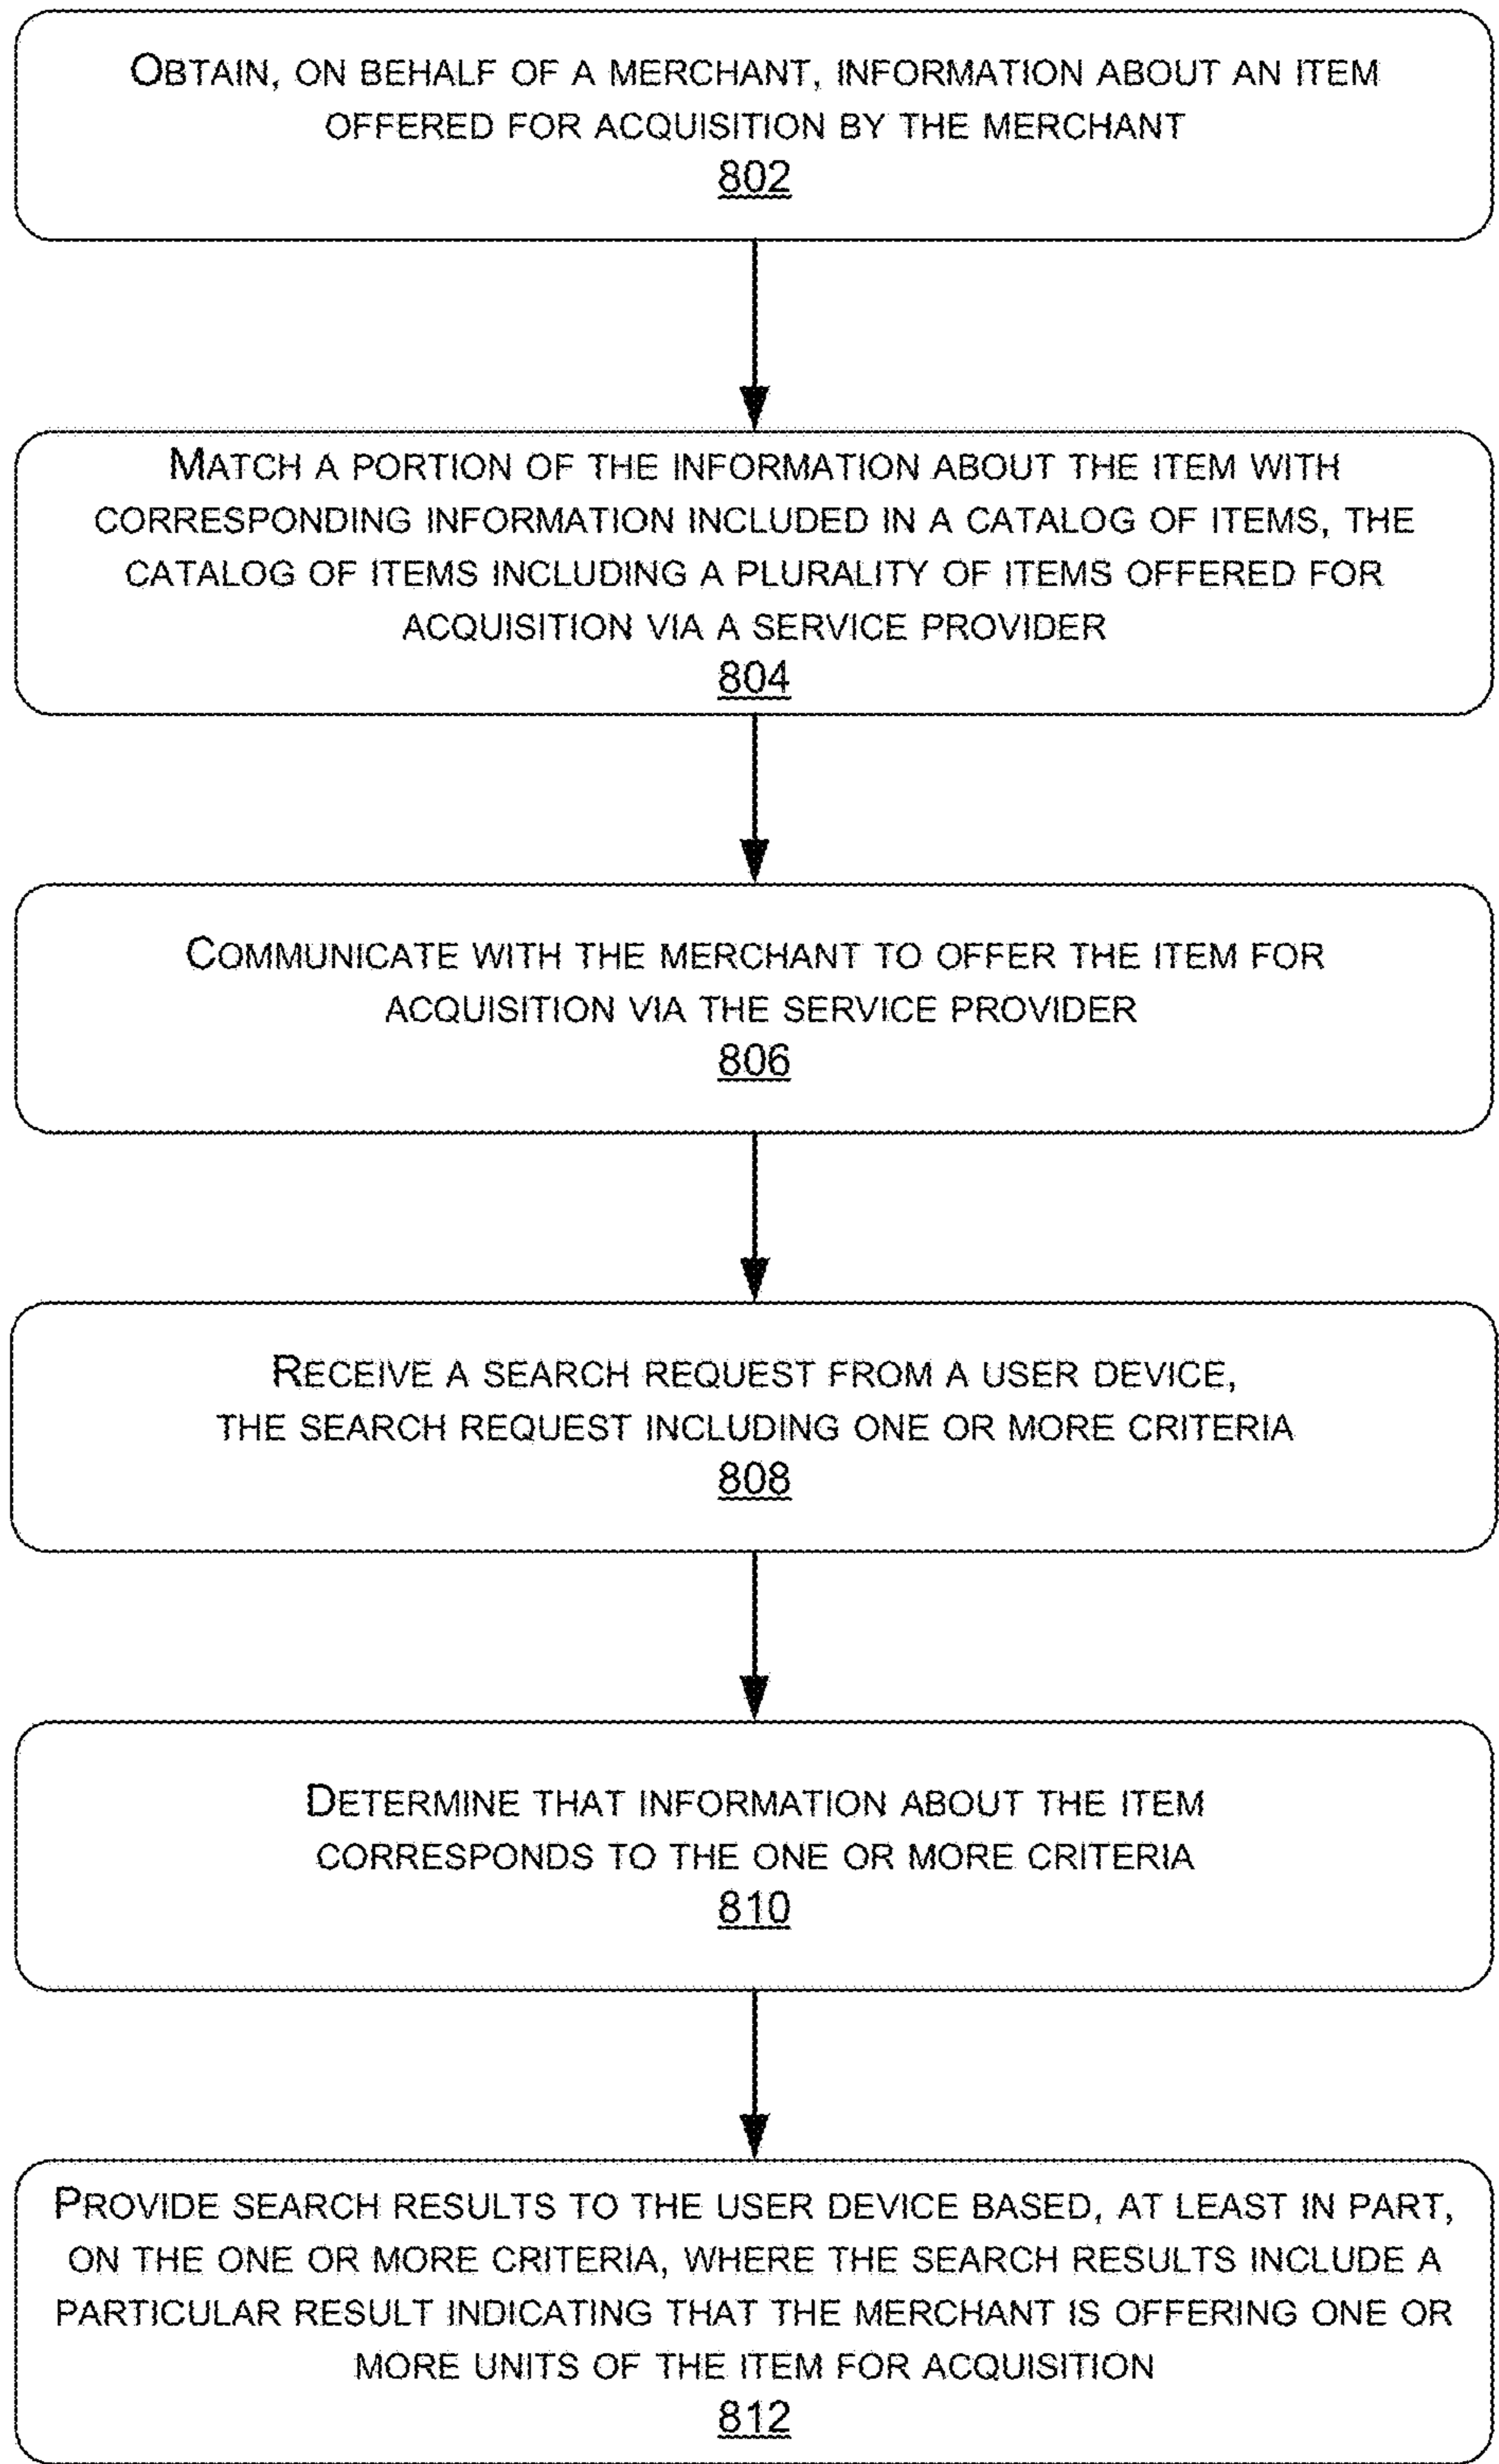 OBTAIN, ON BEHALF OF A MERCHANT, INFORMATION ABOUT AN ITEM
OFFERED FOR ACQUISITION BY THE MERCHANT
802
MATCH A PORTION OF THE INFORMATION ABOUT THE ITEM WITH
CORRESPONDING INFORMATION INCLUDED IN A CATALOG OF ITEMS, THE
CATALOG OF ITEMS INCLUDING A PLURALITY OF ITEMS OFFERED FOR
ACQUISITION VIA A SERVICE PROVIDER
804
COMMUNICATE WITH THE MERCHANT TO OFFER THE ITEM FOR
ACQUISITION VIA THE SERVICE PROVIDER
806
RECEIVE A SEARCH REQUEST FROM A USER DEVICE,
THE SEARCH REQUEST INCLUDING ONE OR MORE CRITERIA
808
DETERMINE THAT INFORMATION ABOUT THE ITEM
CORRESPONDS TO THE ONE OR MORE CRITERIA
810
PROVIDE SEARCH RESULTS TO THE USER DEVICE BASED, AT LEAST IN PART,
ON THE ONE OR MORE CRITERIA, WHERE THE SEARCH RESULTS INCLUDE A
PARTICULAR RESULT INDICATING THAT THE MERCHANT IS OFFERING ONE OR
MORE UNITS OF THE ITEM FOR ACQUISITION
812